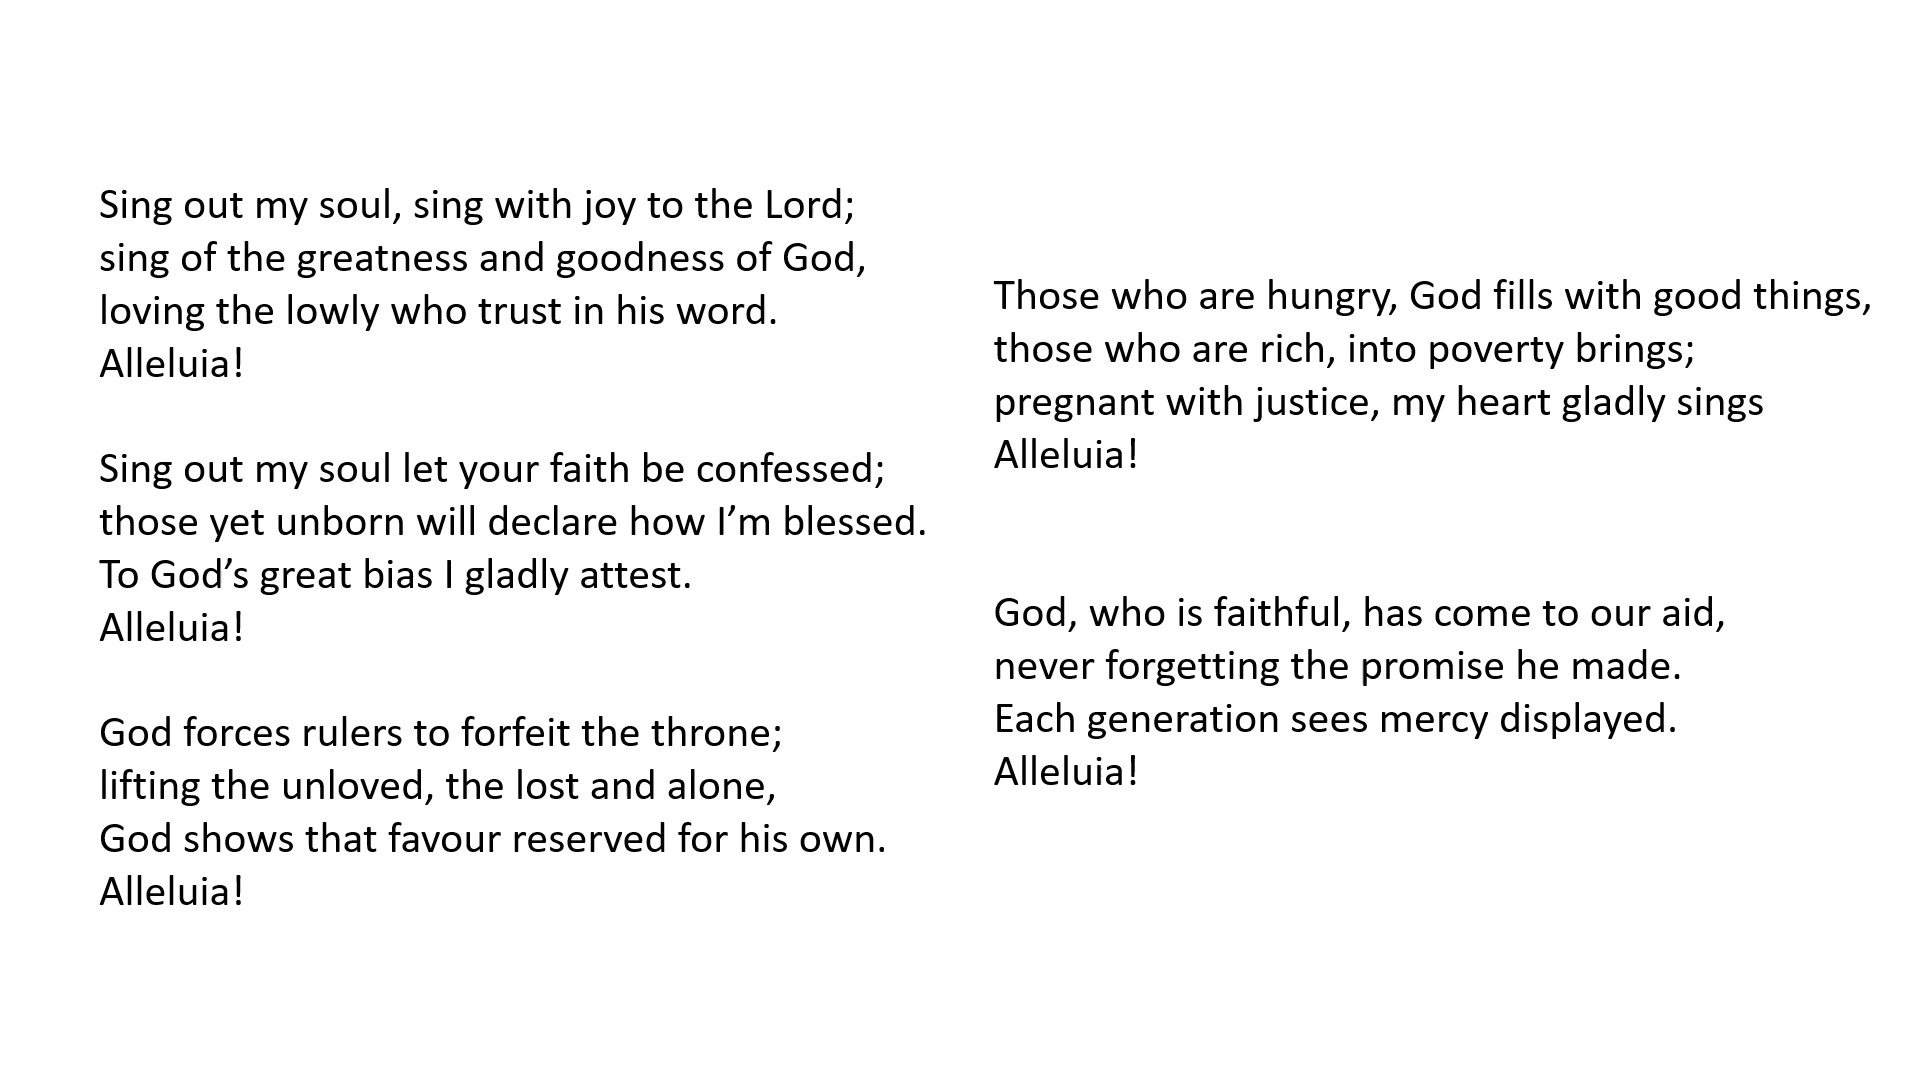 Sing out my soul, sing with joy to the Lord;
sing of the greatness and goodness of God,
loving the lowly who trust in his word.
Alleluia!

Sing out my soul let your faith be confessed;
those yet unborn will declare how I’m blessed.
To God’s great bias I gladly attest.
Alleluia!

God forces rulers to forfeit the throne;
lifting the unloved, the lost and alone,
God shows that favour reserved for his own.
Alleluia!

Those who are hungry, God fills with good things,
those who are rich, into poverty brings;
pregnant with justice, my heart gladly sings
Alleluia!

God, who is faithful, has come to our aid,
never forgetting the promise he made.
Each generation sees mercy displayed.
Alleluia!